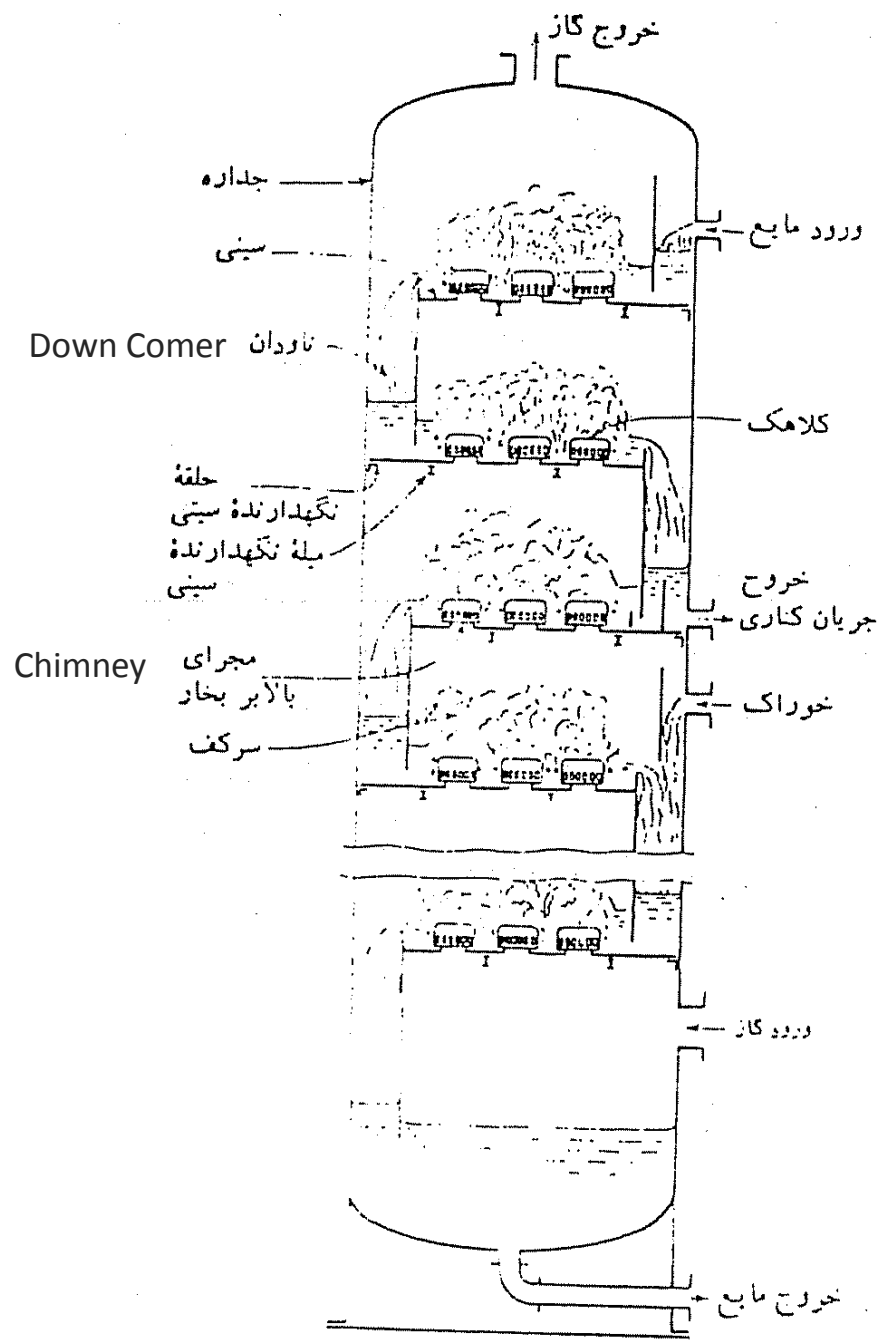 خروج گاز
جداره
سینی
ورود مایع
Down Comer ناودان
کلاهک
حلقهٔ
نگهدارندهٔ سینی
میلهٔ نگهدارندهٔ
سینی
خروج
جریان کناری
Chimney مجرای
بالابر بخار
خوراک
سرکف
ورود گاز
خروج مایع